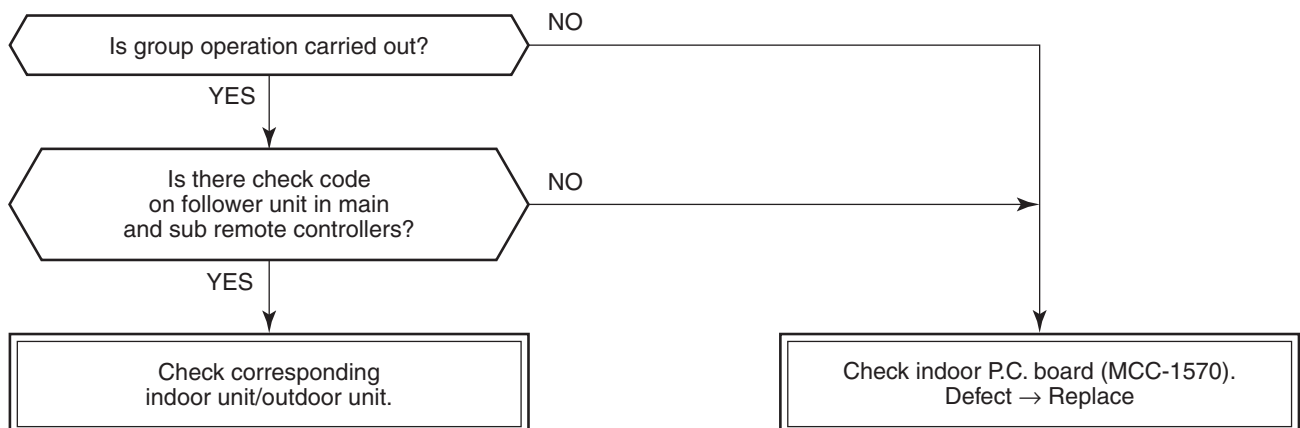 Is group operation carried out?
NO
YES
Is there check code
on follower unit in main
and sub remote controllers?
NO
YES
Check corresponding
indoor unit/outdoor unit.
Check indoor P.C. board (MCC-1570).
Defect → Replace